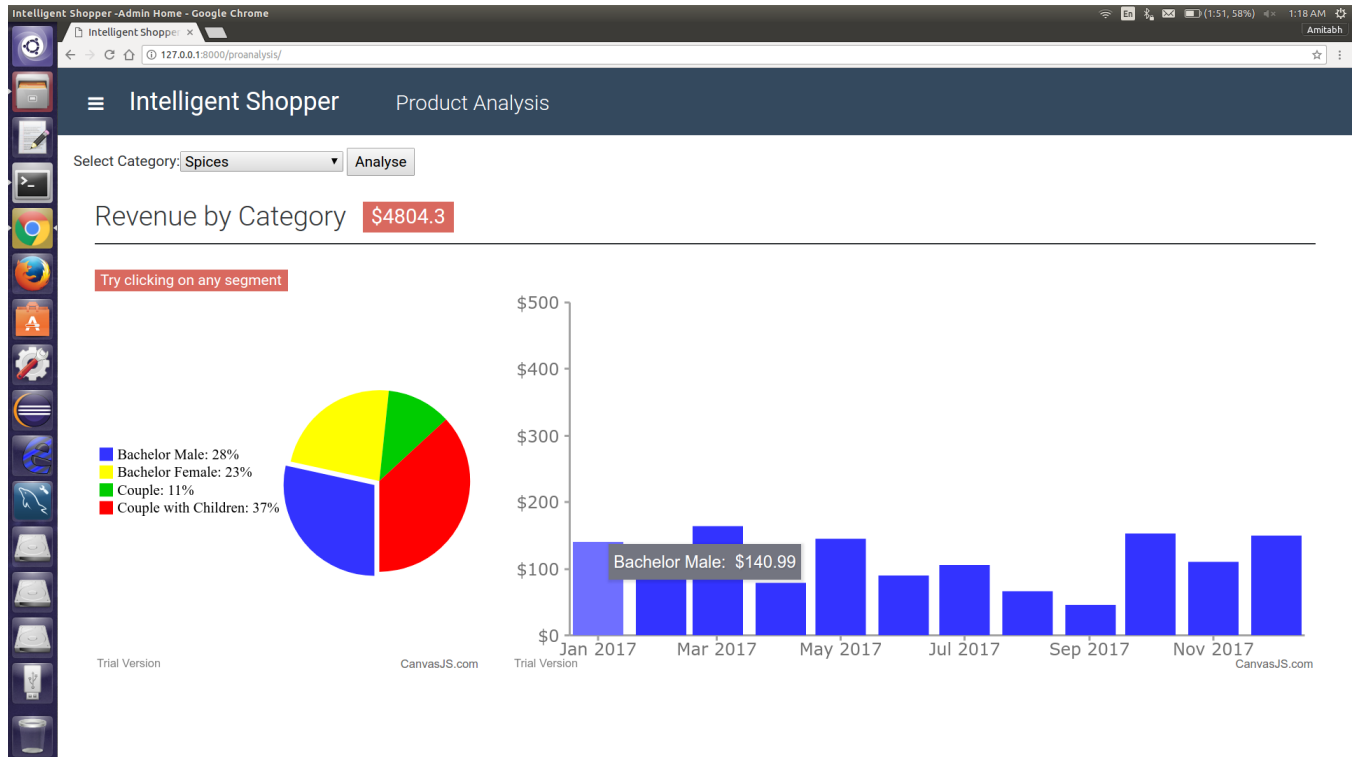 Intelligent Shopper -Admin Home - Google Chrome
En (1:51, 58%) 1:18 AM
Intelligent Shopper ×
Amitabh
127.0.0.1:8000/proanalysis/
Intelligent Shopper Product Analysis
Select Category: Spices Analyse
Revenue by Category $4804.3
Try clicking on any segment
Bachelor Male: 28%
Bachelor Female: 23%
Couple: 11%
Couple with Children: 37%
Trial Version CanvasJS.com
$500
$400
$300
$200
$100
$0
Bachelor Male: $140.99
Jan 2017 Mar 2017 May 2017 Jul 2017 Sep 2017 Nov 2017
Trial Version CanvasJS.com